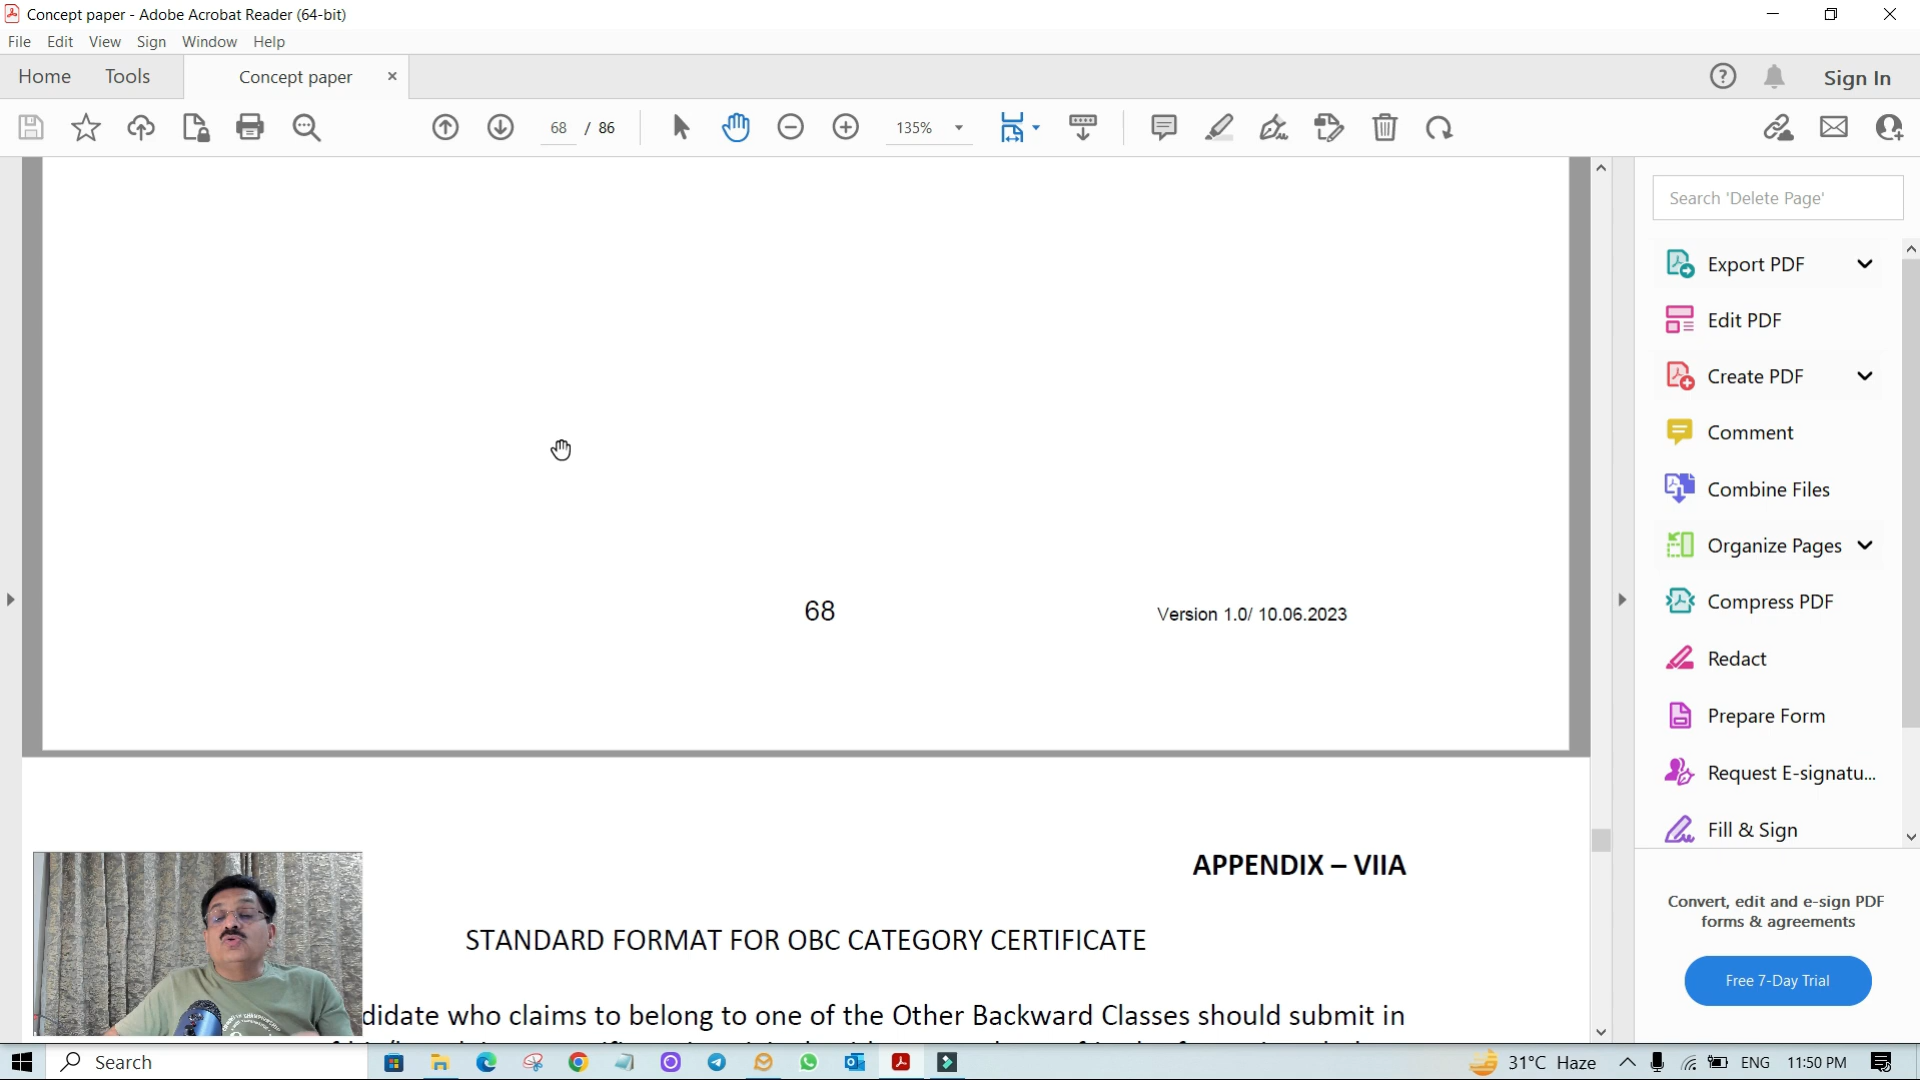 Concept paper - Adobe Acrobat Reader (64-bit)
File Edit View Sign Window Help
Home Tools Concept paper Sign In
68 / 86 135%
Search 'Delete Page'
Export PDF
Edit PDF
Create PDF
Comment
Combine Files
Organize Pages
Compress PDF
Redact
Prepare Form
Request E-signatu...
Fill & Sign
Convert, edit and e-sign PDF
forms & agreements
Free 7-Day Trial
68 Version 1.0/ 10.06.2023
APPENDIX – VIIA
STANDARD FORMAT FOR OBC CATEGORY CERTIFICATE
didate who claims to belong to one of the Other Backward Classes should submit in
Search 31°C Haze ENG 11:50 PM